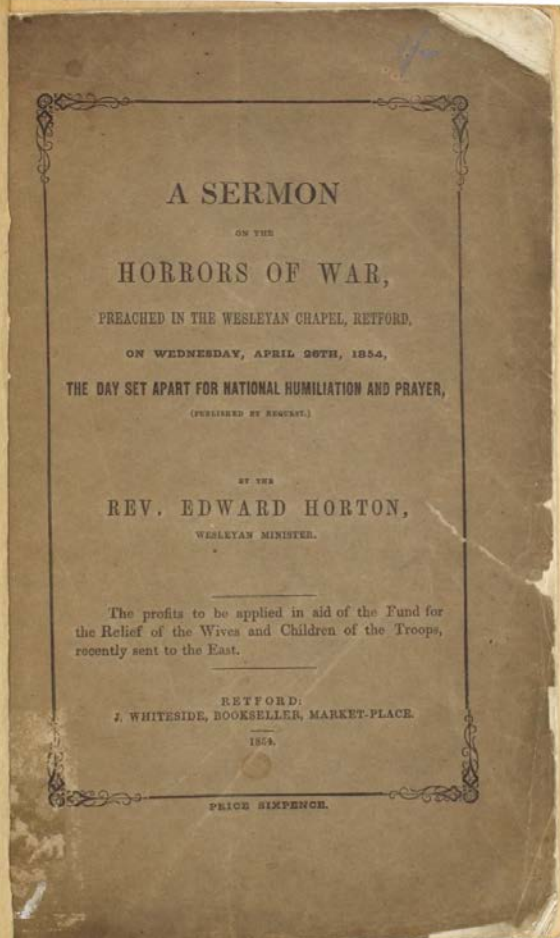 A SERMON
ON THE
HORRORS OF WAR,
PREACHED IN THE WESLEYAN CHAPEL, RETFORD,
ON WEDNESDAY, APRIL 26TH, 1854,
THE DAY SET APART FOR NATIONAL HUMILIATION AND PRAYER,
(PUBLISHED BY REQUEST.)
BY THE
REV. EDWARD HORTON,
WESLEYAN MINISTER.
The profits to be applied in aid of the Fund for
the Relief of the Wives and Children of the Troops,
recently sent to the East.
RETFORD:
J. WHITESIDE, BOOKSELLER, MARKET-PLACE.
1854.
PRICE SIXPENCE.